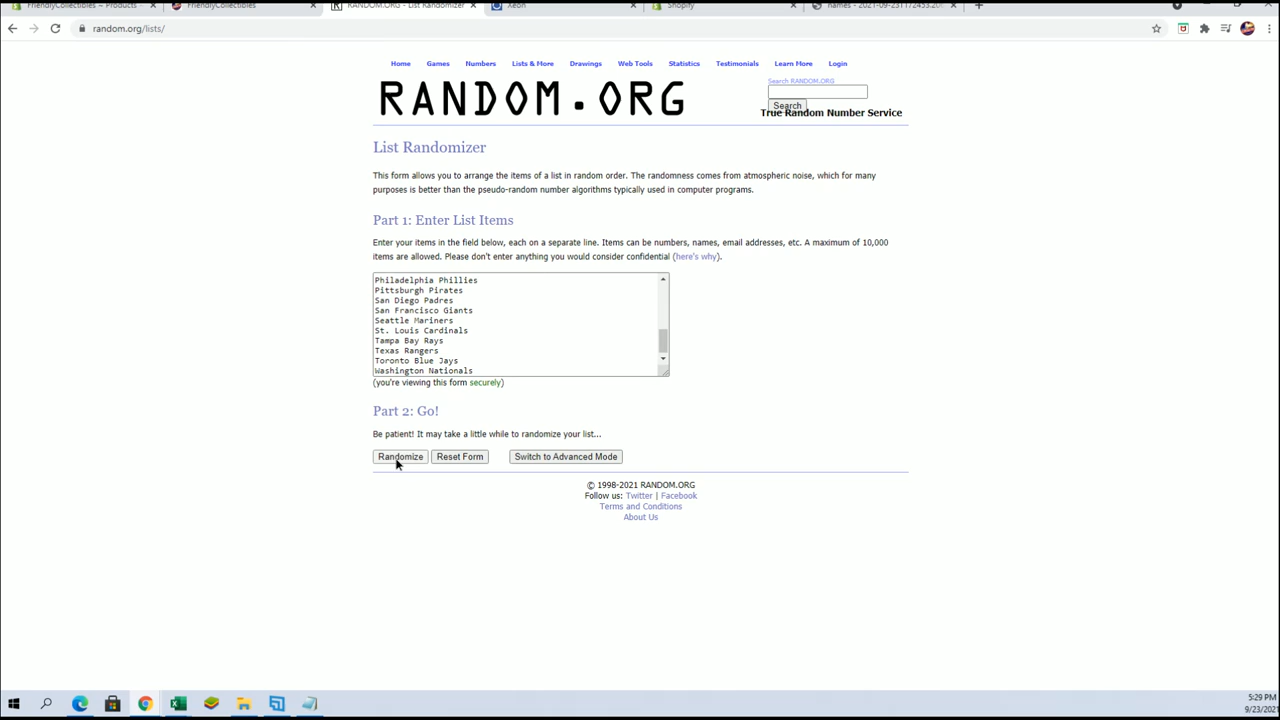 FriendlyCollectibles ~ Products
FriendlyCollectibles
RANDOM.ORG - List Randomizer
Xeon
Shopify
random.org/lists/
Home Games Numbers Lists & More Drawings Web Tools Statistics Testimonials Learn More Login
RANDOM.ORG
Search RANDOM.ORG
Search
True Random Number Service
List Randomizer
This form allows you to arrange the items of a list in random order. The randomness comes from atmospheric noise, which for many
purposes is better than the pseudo-random number algorithms typically used in computer programs.
Part 1: Enter List Items
Enter your items in the field below, each on a separate line. Items can be numbers, names, email addresses, etc. A maximum of 10,000
items are allowed. Please don't enter anything you would consider confidential (here's why).
Philadelphia Phillies
Pittsburgh Pirates
San Diego Padres
San Francisco Giants
Seattle Mariners
St. Louis Cardinals
Tampa Bay Rays
Texas Rangers
Toronto Blue Jays
Washington Nationals
(you're viewing this form securely)
Part 2: Go!
Be patient! It may take a little while to randomize your list...
Randomize Reset Form Switch to Advanced Mode
© 1998-2021 RANDOM.ORG
Follow us: Twitter | Facebook
Terms and Conditions
About Us
5:29 PM
9/23/2021